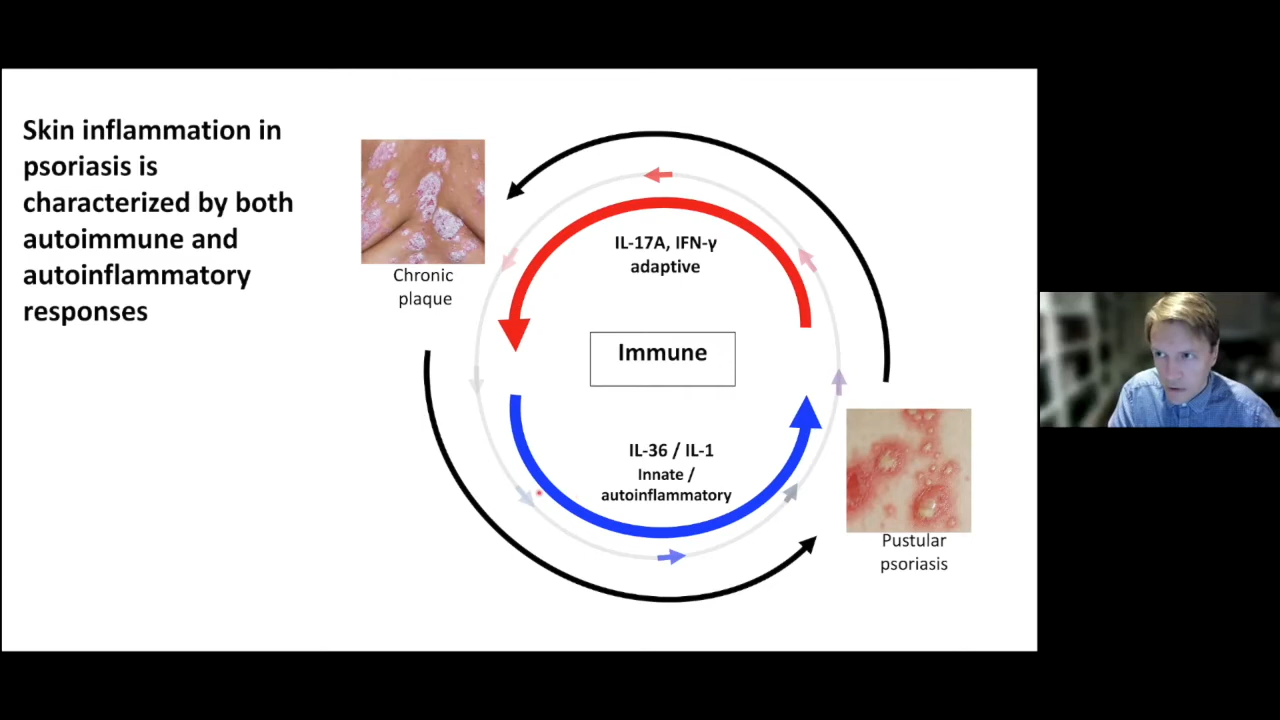 Skin inflammation in
psoriasis is
characterized by both
autoimmune and
autoinflammatory
responses
Chronic
plaque
IL-17A, IFN-γ
adaptive
Immune
IL-36 / IL-1
Innate /
autoinflammatory
Pustular
psoriasis